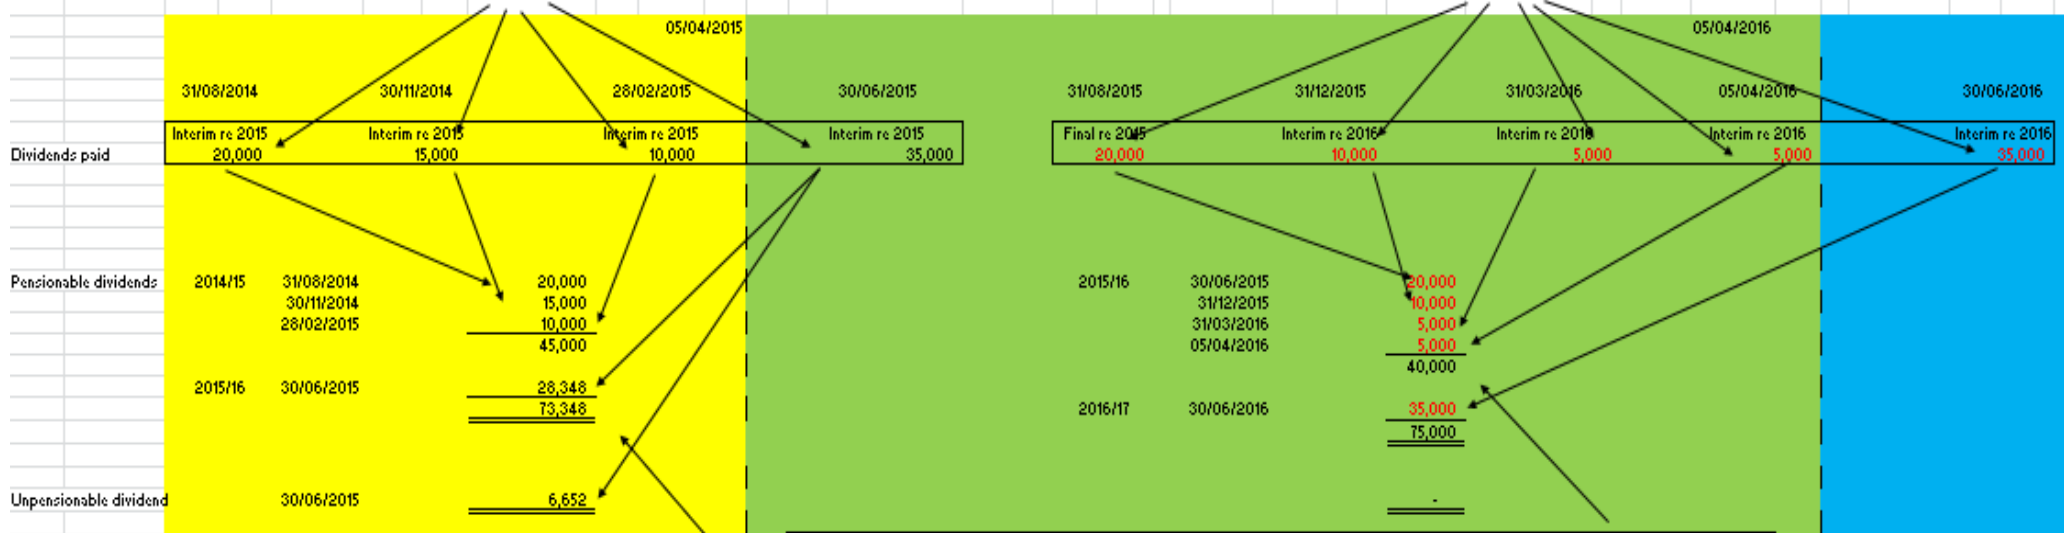 05/04/2015 05/04/2016
31/08/2014 30/11/2014 28/02/2015 30/06/2015 31/08/2015 31/12/2015 31/03/2016 05/04/2016 30/06/2016
Interim re 2015 Interim re 2015 Interim re 2015 Interim re 2015 Final re 2015 Interim re 2016 Interim re 2016 Interim re 2016 Interim re 2016
Dividends paid 20,000 15,000 10,000 35,000 20,000 10,000 5,000 5,000 35,000
Pensionable dividends 2014/15 31/08/2014 20,000 2015/16 30/06/2015 20,000
30/11/2014 15,000 31/12/2015 10,000
28/02/2015 10,000 31/03/2016 5,000
45,000 05/04/2016 5,000
40,000
2015/16 30/06/2015 28,348
73,348 2016/17 30/06/2016 35,000
75,000
Unpensionable dividend 30/06/2015 6,652 -